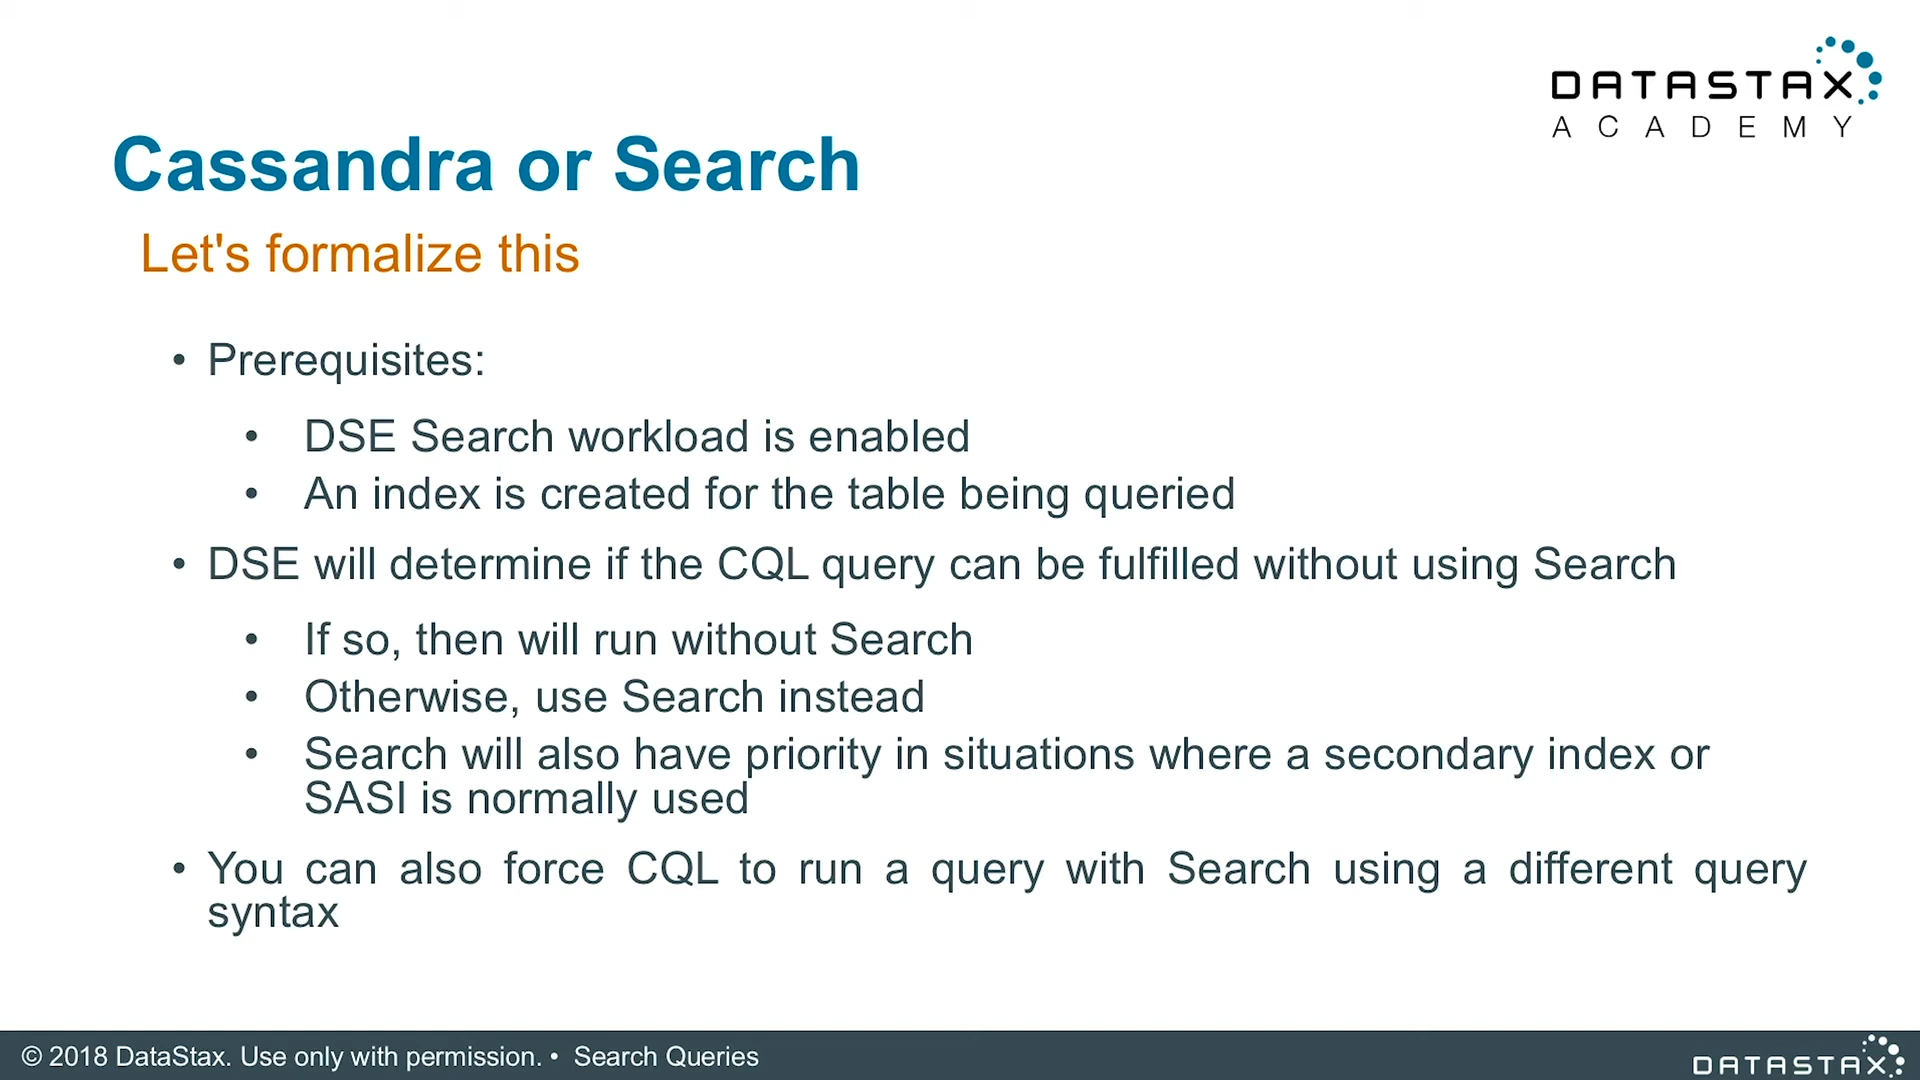 DATASTAX
ACADEMY
Cassandra or Search
Let's formalize this
• Prerequisites:
• DSE Search workload is enabled
• An index is created for the table being queried
• DSE will determine if the CQL query can be fulfilled without using Search
• If so, then will run without Search
• Otherwise, use Search instead
• Search will also have priority in situations where a secondary index or
SASI is normally used
• You can also force CQL to run a query with Search using a different query
syntax
© 2018 DataStax. Use only with permission. • Search Queries
DATASTAX